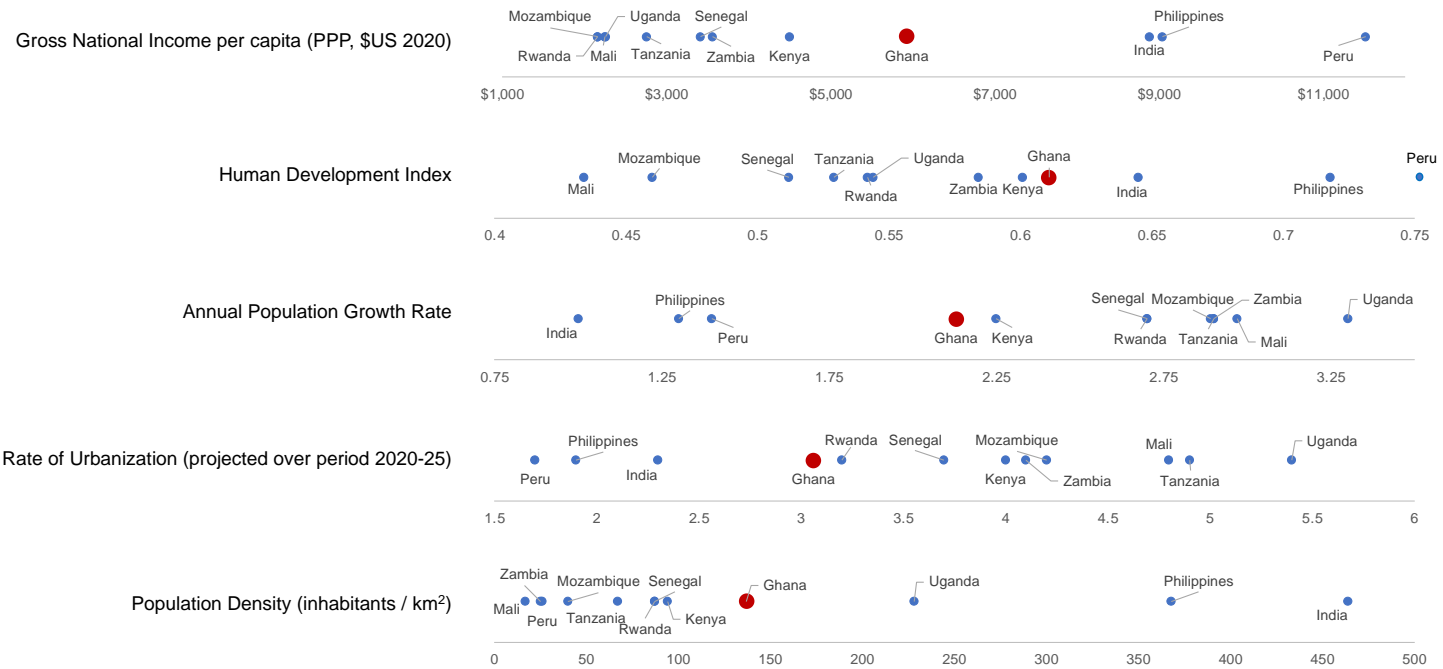 Gross National Income per capita (PPP, $US 2020)
Mozambique Uganda Senegal Philippines
Rwanda Mali Tanzania Zambia Kenya Ghana India Peru
$1,000 $3,000 $5,000 $7,000 $9,000 $11,000
Human Development Index
Mozambique Senegal Tanzania Uganda Ghana Peru
Mali Rwanda Zambia Kenya India Philippines
0.4 0.45 0.5 0.55 0.6 0.65 0.7 0.75
Annual Population Growth Rate
Philippines Senegal Mozambique Zambia Uganda
India Peru Ghana Kenya Rwanda Tanzania Mali
0.75 1.25 1.75 2.25 2.75 3.25
Rate of Urbanization (projected over period 2020-25)
Philippines Rwanda Senegal Mozambique Mali Uganda
Peru India Ghana Kenya Zambia Tanzania
1.5 2 2.5 3 3.5 4 4.5 5 5.5 6
Population Density (inhabitants / km²)
Zambia Mozambique Senegal Ghana Uganda Philippines
Mali Peru Tanzania Rwanda Kenya India
0 50 100 150 200 250 300 350 400 450 500